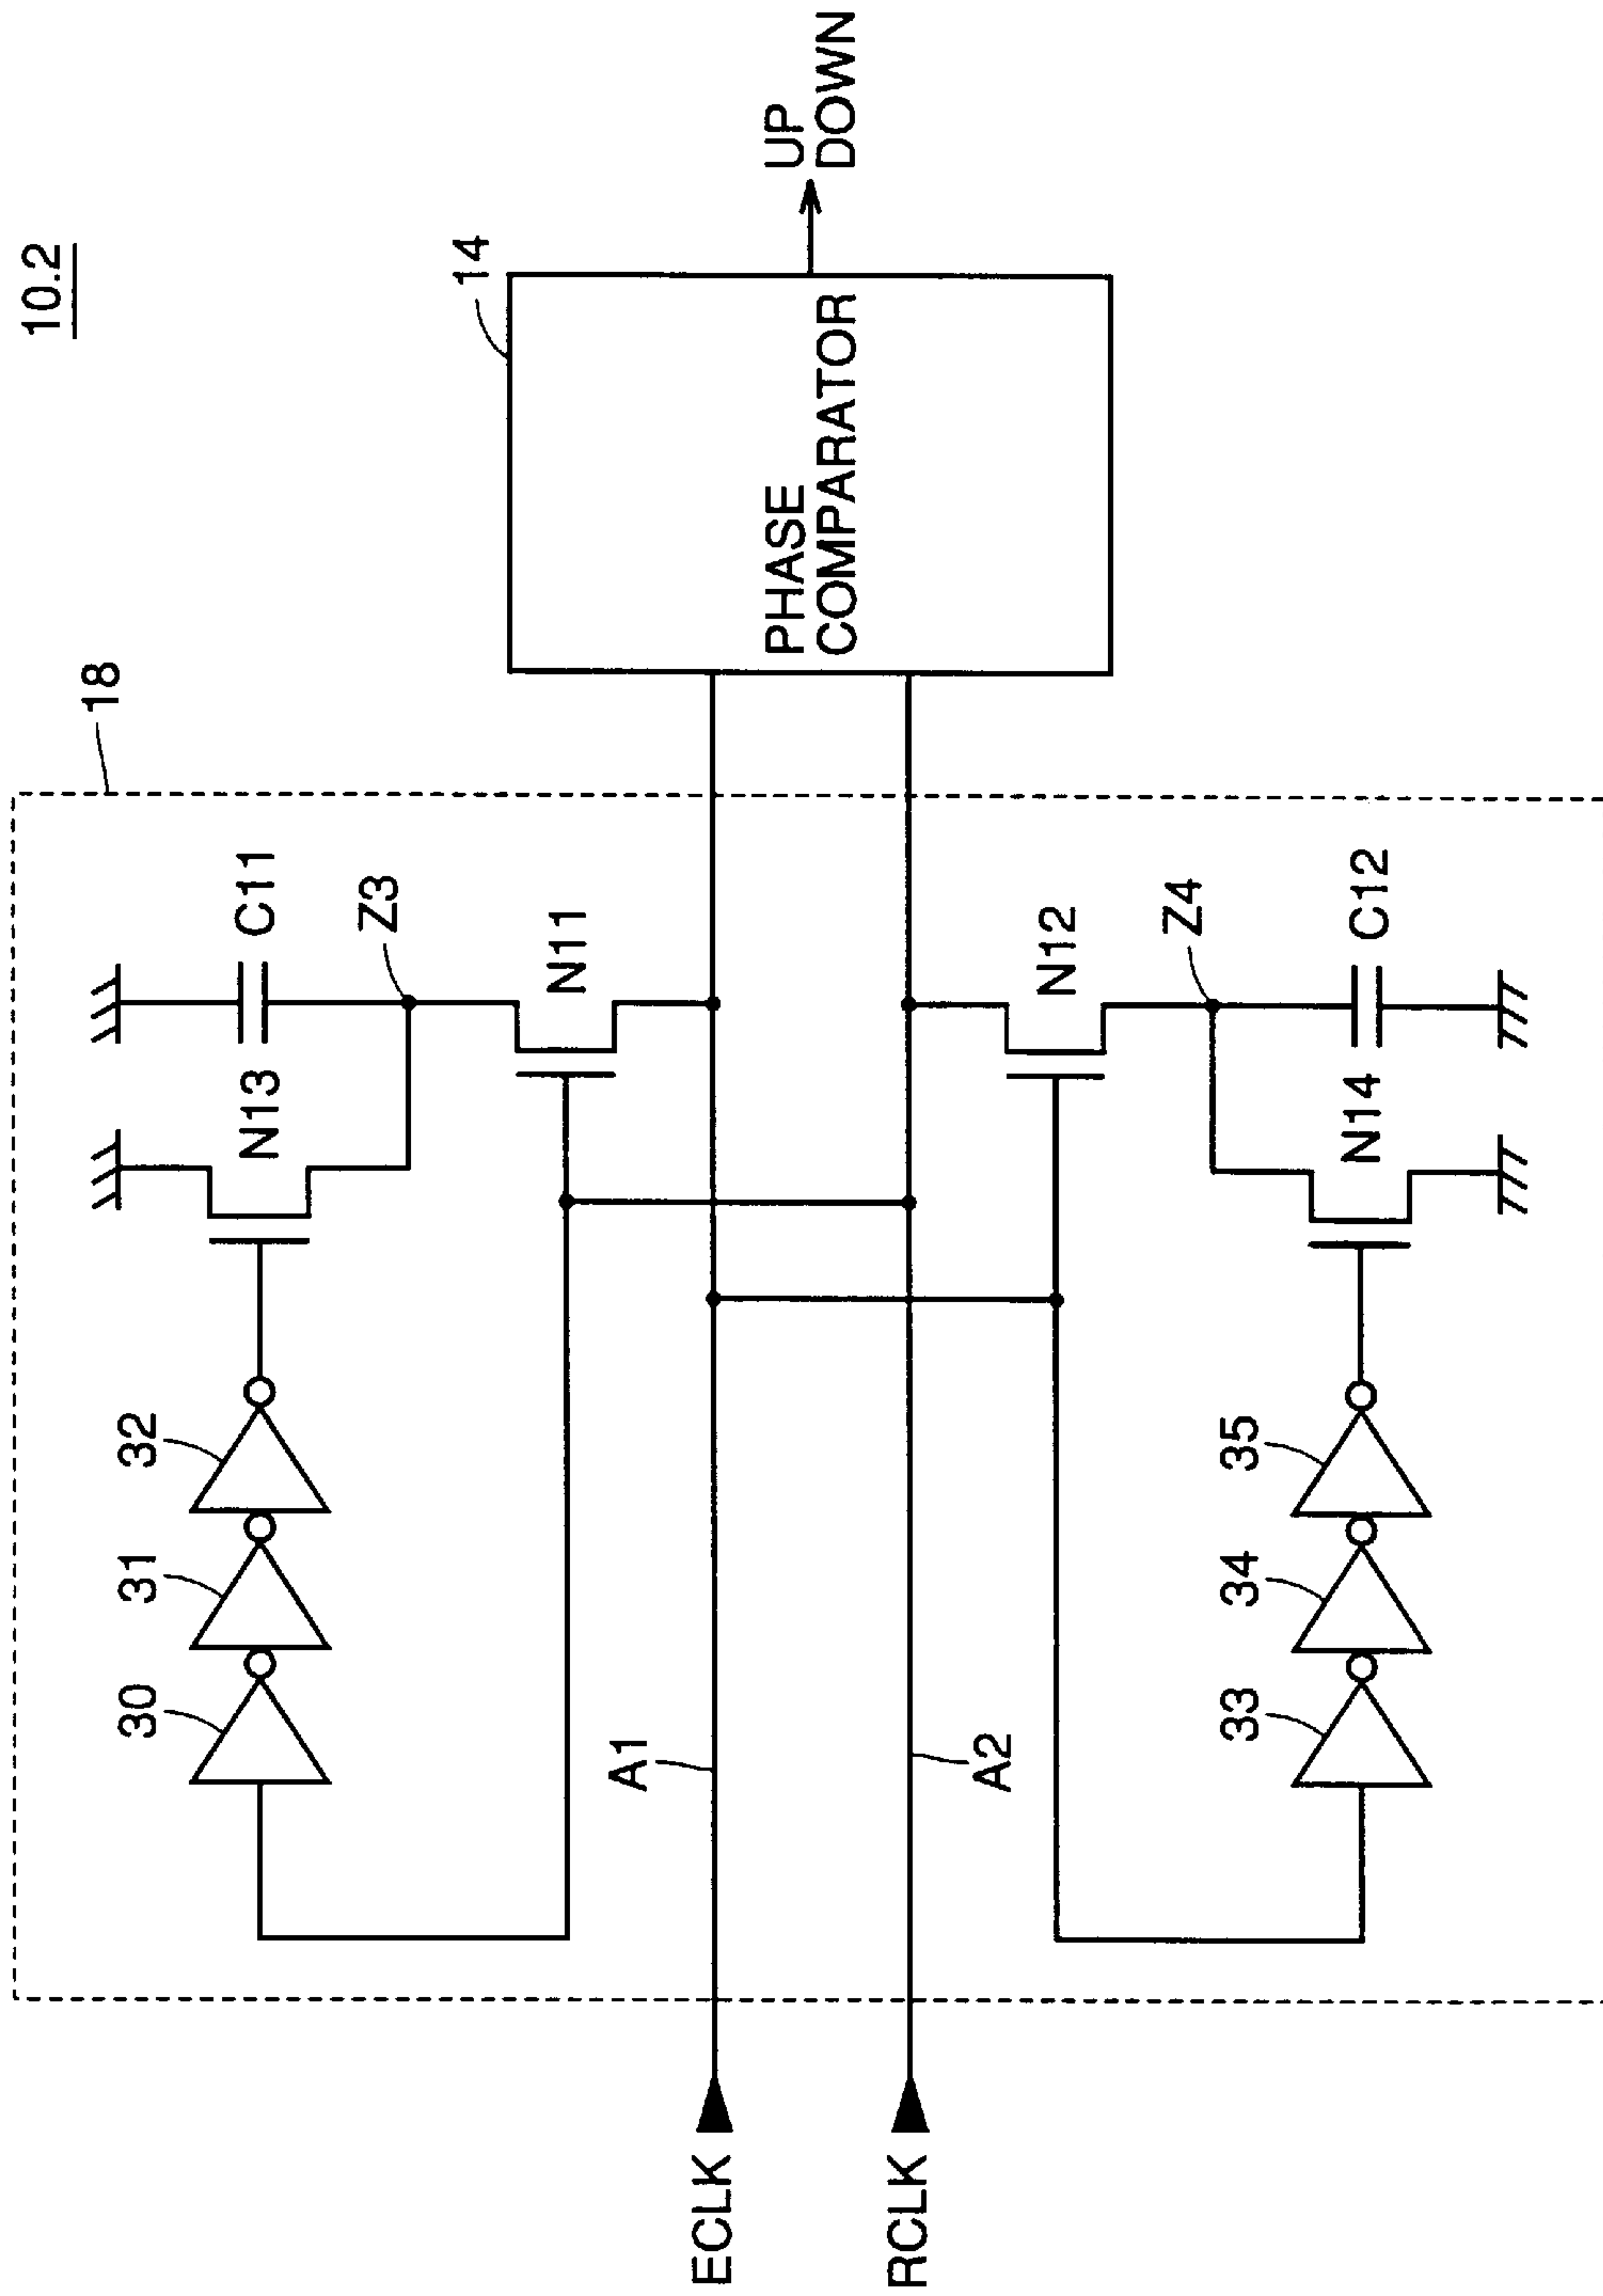 10.2
18
14
C11
Z3
N13
N11
32
31
30
A1
ECLK
PHASE
COMPARATOR
UP
DOWN
RCLK
A2
N12
Z4
C12
N14
35
34
33